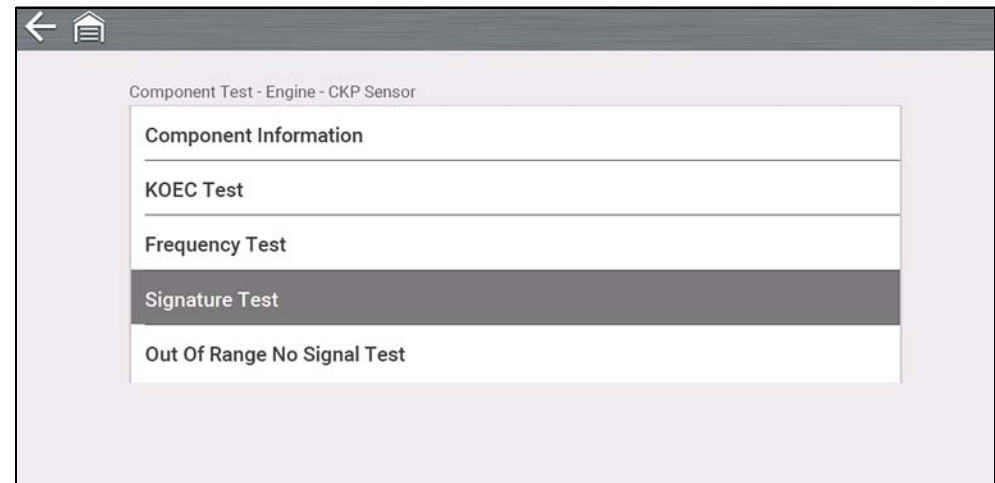 Component Test - Engine - CKP Sensor
Component Information
KOEC Test
Frequency Test
Signature Test
Out Of Range No Signal Test